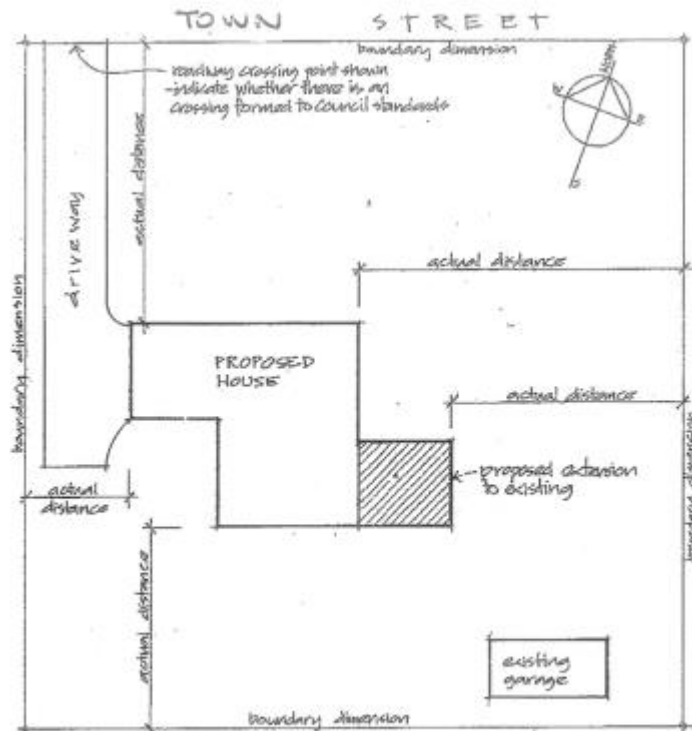 TOWN STREET
boundary dimension
roadway crossing point shown
-indicate whether there is an
crossing formed to Council standards
actual distance
driveway
actual distance
boundary dimension
PROPOSED
HOUSE
actual distance
proposed extension
to existing
actual
distance
boundary dimension
actual distance
existing
garage
boundary dimension